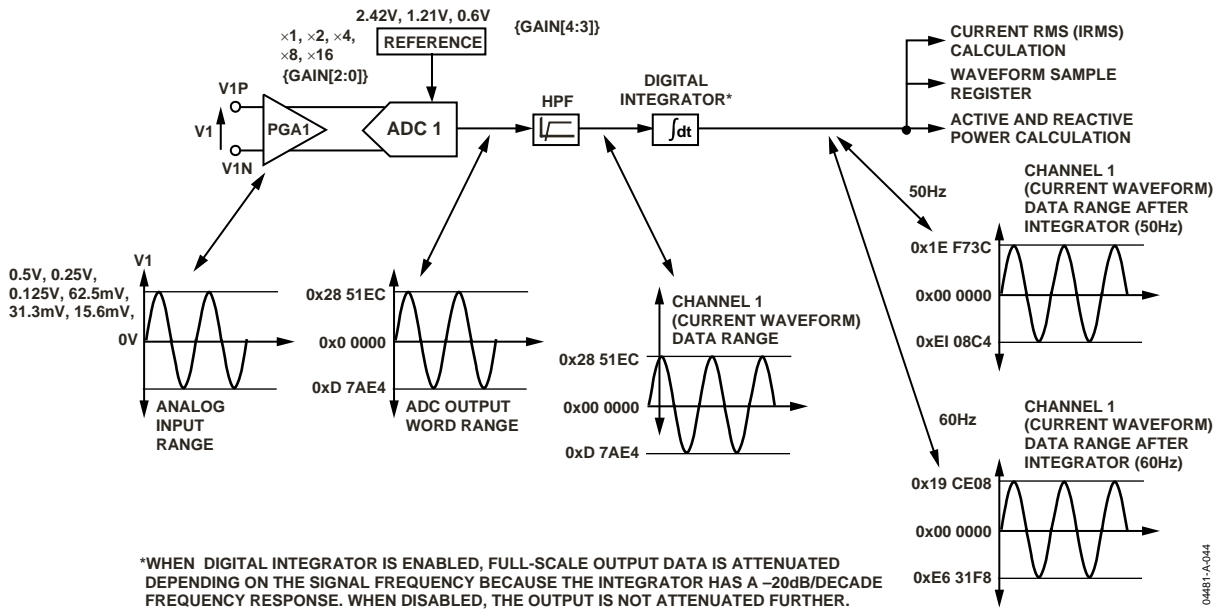 2.42V, 1.21V, 0.6V
{GAIN[4:3]}
×1, ×2, ×4,
×8, ×16
{GAIN[2:0]}
REFERENCE
V1P
V1
V1N
PGA1
ADC 1
HPF
DIGITAL
INTEGRATOR*
∫dt
CURRENT RMS (IRMS)
CALCULATION
WAVEFORM SAMPLE
REGISTER
ACTIVE AND REACTIVE
POWER CALCULATION
50Hz
CHANNEL 1
(CURRENT WAVEFORM)
DATA RANGE AFTER
INTEGRATOR (50Hz)
0x1E F73C
0x00 0000
0xEI 08C4
V1
0.5V, 0.25V,
0.125V, 62.5mV,
31.3mV, 15.6mV,
0V
ANALOG
INPUT
RANGE
0x28 51EC
0x0 0000
0xD 7AE4
ADC OUTPUT
WORD RANGE
CHANNEL 1
(CURRENT WAVEFORM)
DATA RANGE
0x28 51EC
0x00 0000
0xD 7AE4
60Hz
CHANNEL 1
(CURRENT WAVEFORM)
DATA RANGE AFTER
INTEGRATOR (60Hz)
0x19 CE08
0x00 0000
0xE6 31F8
*WHEN DIGITAL INTEGRATOR IS ENABLED, FULL-SCALE OUTPUT DATA IS ATTENUATED
DEPENDING ON THE SIGNAL FREQUENCY BECAUSE THE INTEGRATOR HAS A –20dB/DECADE
FREQUENCY RESPONSE. WHEN DISABLED, THE OUTPUT IS NOT ATTENUATED FURTHER.
04481-A-044